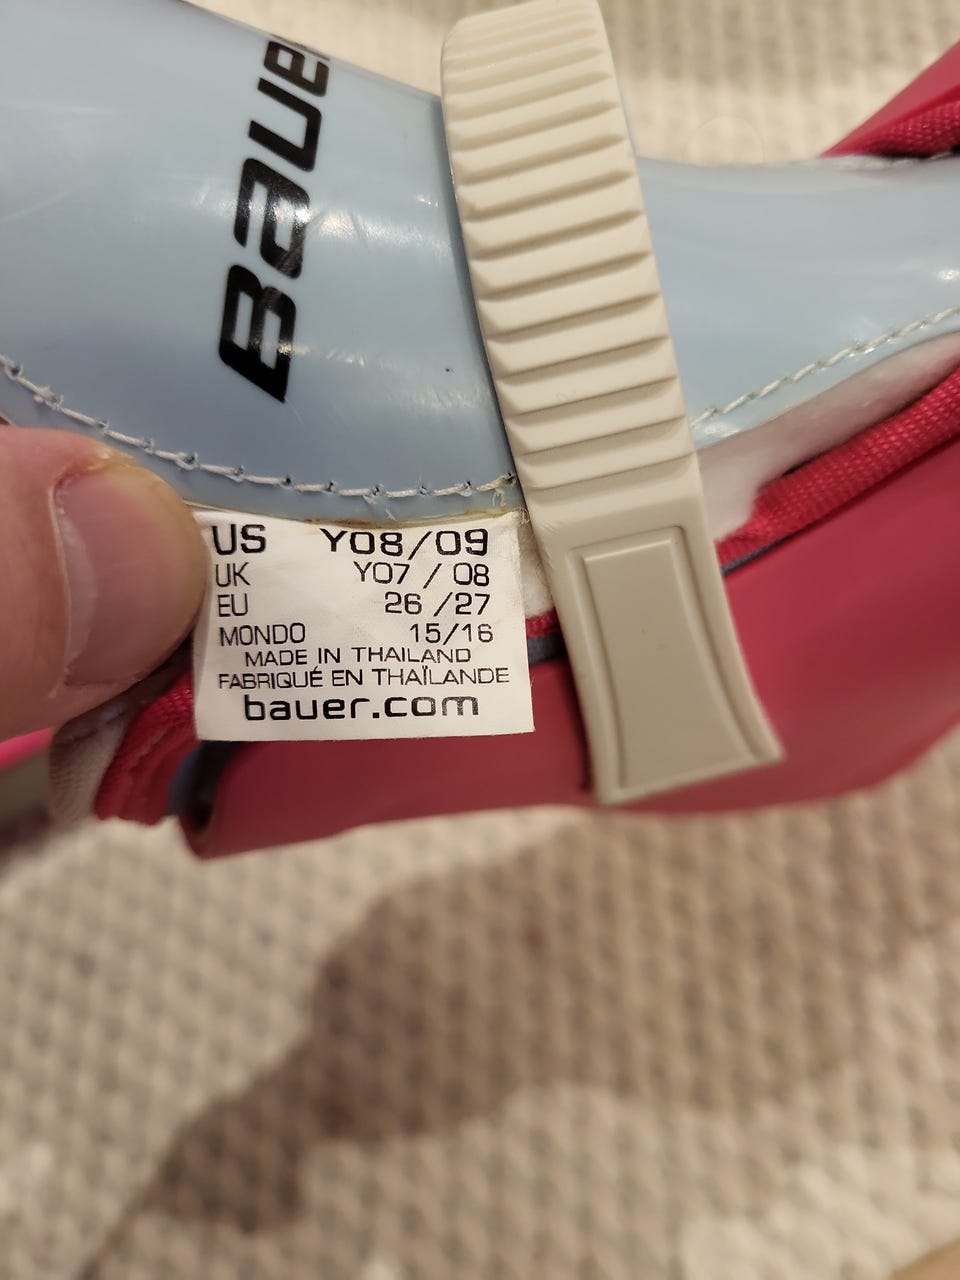 Bauer
US Y08/09
UK Y07 / 08
EU 26 /27
MONDO 15/16
MADE IN THAILAND
FABRIQUÉ EN THAÏLANDE
bauer.com